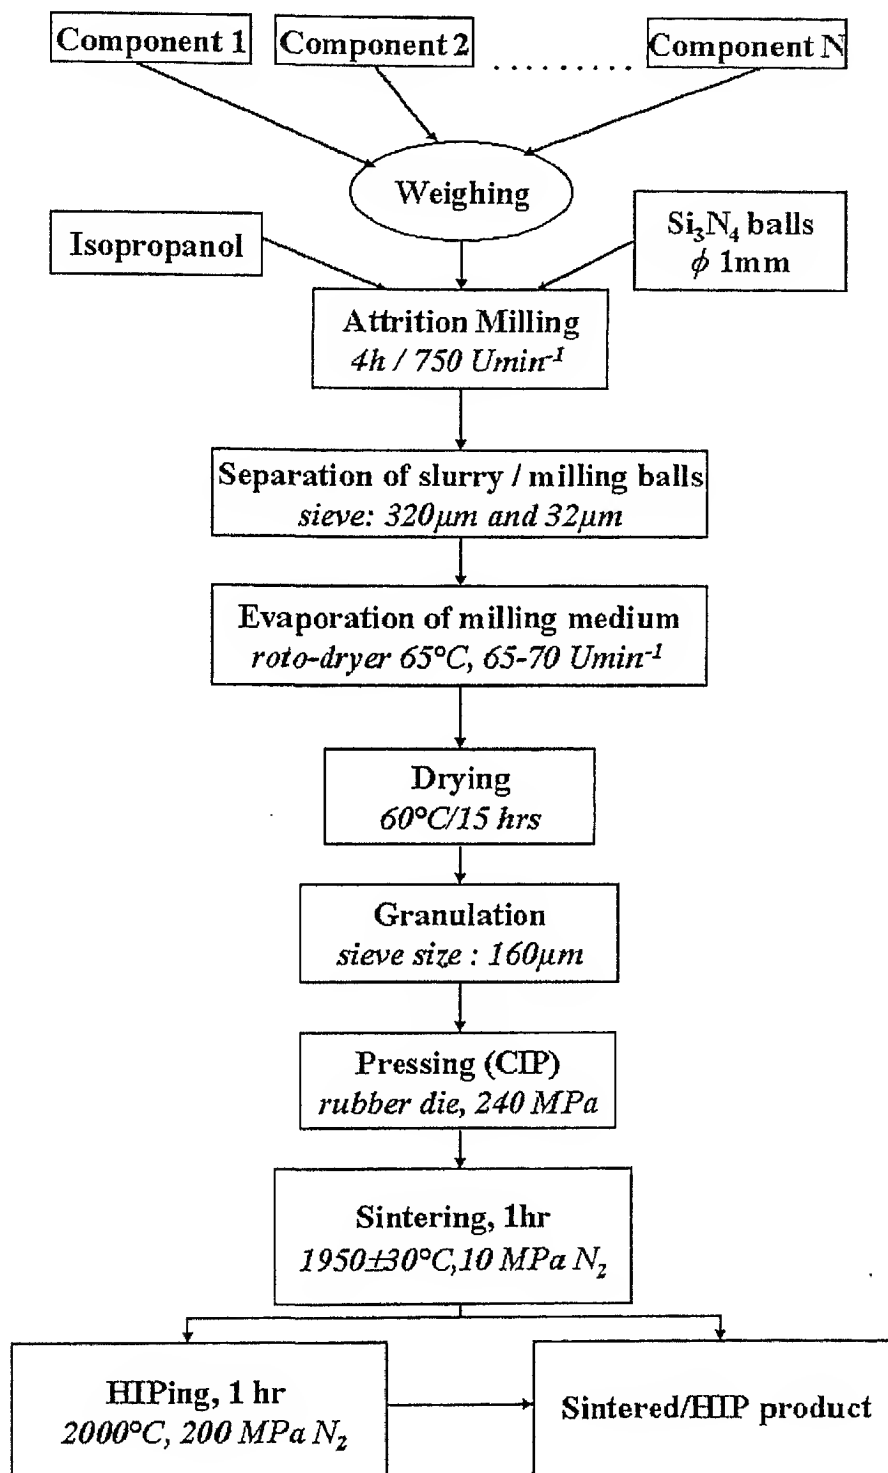 Component 1
Component 2
. . . . . . . . .
Component N
Weighing
Isopropanol
Si₃N₄ balls
ϕ 1mm
Attrition Milling
4h / 750 Umin⁻¹
Separation of slurry / milling balls
sieve: 320µm and 32µm
Evaporation of milling medium
roto-dryer 65°C, 65-70 Umin⁻¹
Drying
60°C/15 hrs
Granulation
sieve size : 160µm
Pressing (CIP)
rubber die, 240 MPa
Sintering, 1hr
1950±30°C,10 MPa N₂
HIPing, 1 hr
2000°C, 200 MPa N₂
Sintered/HIP product